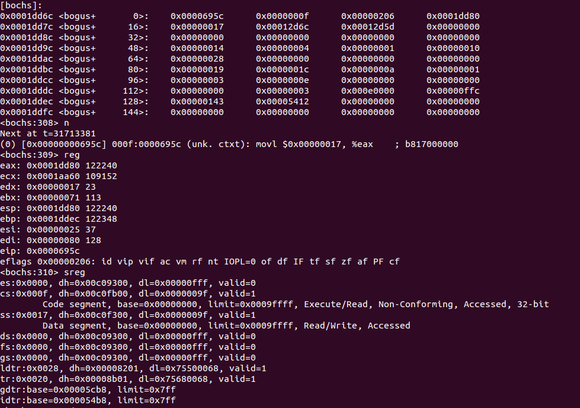 [bochs]:
0x0001dd6c <bogus+ 0>: 0x0000695c 0x0000000f 0x00000206 0x0001dd80
0x0001dd7c <bogus+ 16>: 0x00000017 0x00012d6c 0x00012d5d 0x00000000
0x0001dd8c <bogus+ 32>: 0x00000000 0x00000000 0x00000000 0x00000000
0x0001dd9c <bogus+ 48>: 0x00000014 0x00000004 0x00000001 0x00000010
0x0001ddac <bogus+ 64>: 0x00000028 0x00000000 0x00000000 0x00000000
0x0001ddbc <bogus+ 80>: 0x00000019 0x0000001c 0x0000000a 0x00000001
0x0001ddcc <bogus+ 96>: 0x00000003 0x0000000e 0x00000000 0x00000000
0x0001dddc <bogus+ 112>: 0x00000000 0x00000003 0x000e0000 0x00000ffc
0x0001ddec <bogus+ 128>: 0x00000143 0x00005412 0x00000000 0x00000000
0x0001ddfc <bogus+ 144>: 0x00000000 0x00000000 0x00000000 0x00000000
<bochs:308> n
Next at t=31713381
(0) [0x00000000695c] 000f:0000695c (unk. ctxt): movl $0x00000017, %eax ; b817000000
<bochs:309> reg
eax: 0x0001dd80 122240
ecx: 0x0001aa60 109152
edx: 0x00000017 23
ebx: 0x00000071 113
esp: 0x0001dd80 122240
ebp: 0x0001ddec 122348
esi: 0x00000025 37
edi: 0x00000080 128
eip: 0x0000695c
eflags 0x00000206: id vip vif ac vm rf nt IOPL=0 of df IF tf sf zf af PF cf
<bochs:310> sreg
es:0x0000, dh=0x00c09300, dl=0x00000fff, valid=0
cs:0x000f, dh=0x00c0fb00, dl=0x0000009f, valid=1
Code segment, base=0x00000000, limit=0x0009ffff, Execute/Read, Non-Conforming, Accessed, 32-bit
ss:0x0017, dh=0x00c0f300, dl=0x0000009f, valid=1
Data segment, base=0x00000000, limit=0x0009ffff, Read/Write, Accessed
ds:0x0000, dh=0x00c09300, dl=0x00000fff, valid=0
fs:0x0000, dh=0x00c09300, dl=0x00000fff, valid=0
gs:0x0000, dh=0x00c09300, dl=0x00000fff, valid=0
ldtr:0x0028, dh=0x00008201, dl=0x75500068, valid=1
tr:0x0020, dh=0x00008b01, dl=0x75680068, valid=1
gdtr:base=0x00005cb8, limit=0x7ff
idtr:base=0x000054b8, limit=0x7ff